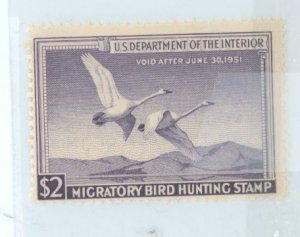 U.S. DEPARTMENT OF THE INTERIOR
VOID AFTER JUNE 30, 1951
$2 MIGRATORY BIRD HUNTING STAMP